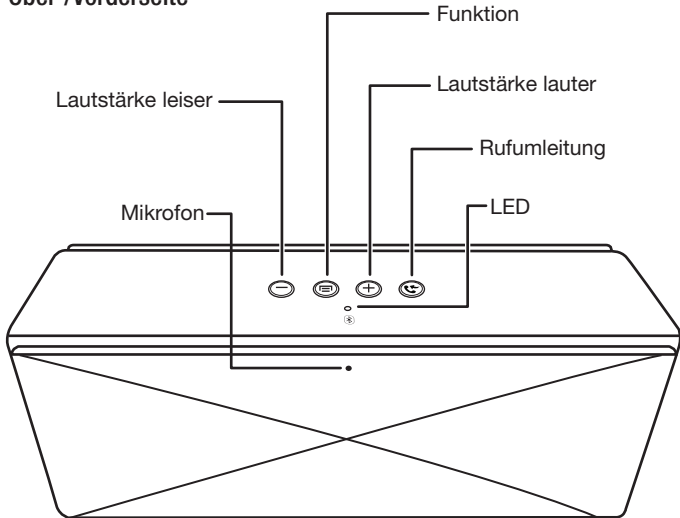 Funktion
Lautstärke leiser
Lautstärke lauter
Rufumleitung
Mikrofon
LED